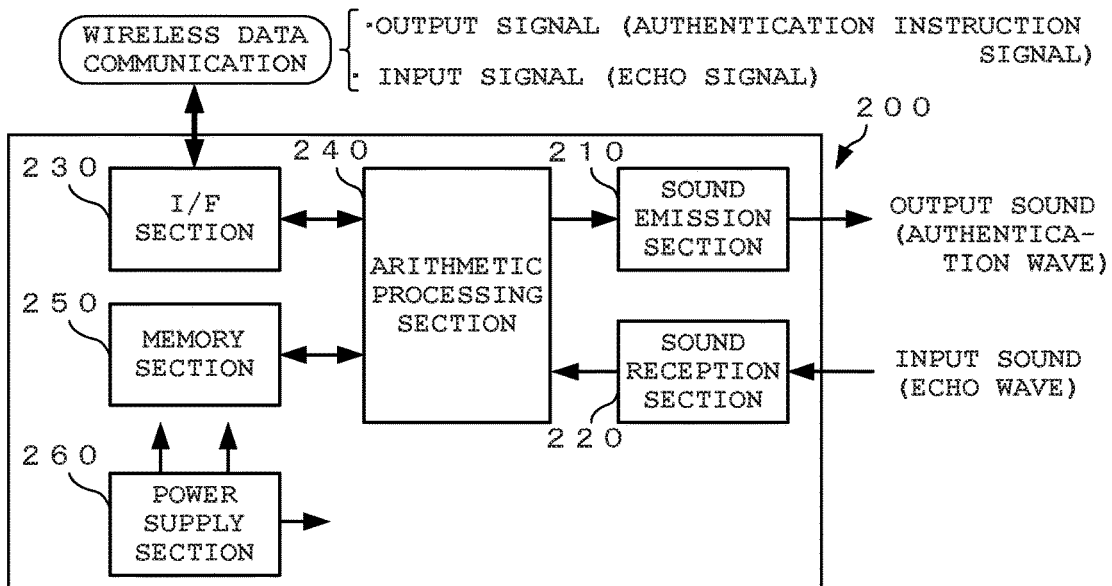 WIRELESS DATA
COMMUNICATION
·OUTPUT SIGNAL (AUTHENTICATION INSTRUCTION
SIGNAL)
· INPUT SIGNAL (ECHO SIGNAL)
200
230
I/F
SECTION
240
ARITHMETIC
PROCESSING
SECTION
210
SOUND
EMISSION
SECTION
OUTPUT SOUND
(AUTHENTICA-
TION WAVE)
250
MEMORY
SECTION
SOUND
RECEPTION
SECTION
220
INPUT SOUND
(ECHO WAVE)
260
POWER
SUPPLY
SECTION